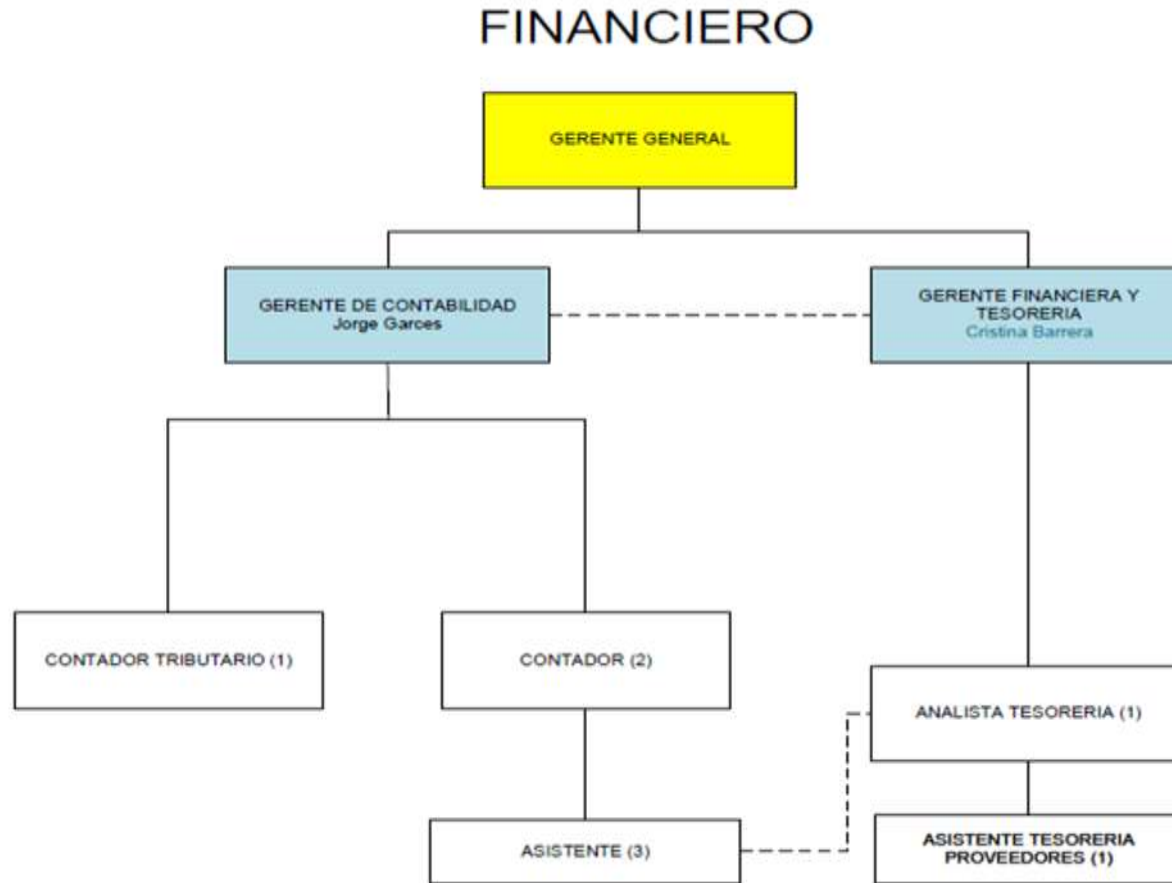 FINANCIERO
GERENTE GENERAL
GERENTE DE CONTABILIDAD
Jorge Garces
GERENTE FINANCIERA Y
TESORERIA
Cristina Barrera
CONTADOR TRIBUTARIO (1)
CONTADOR (2)
ANALISTA TESORERIA (1)
ASISTENTE (3)
ASISTENTE TESORERIA
PROVEEDORES (1)